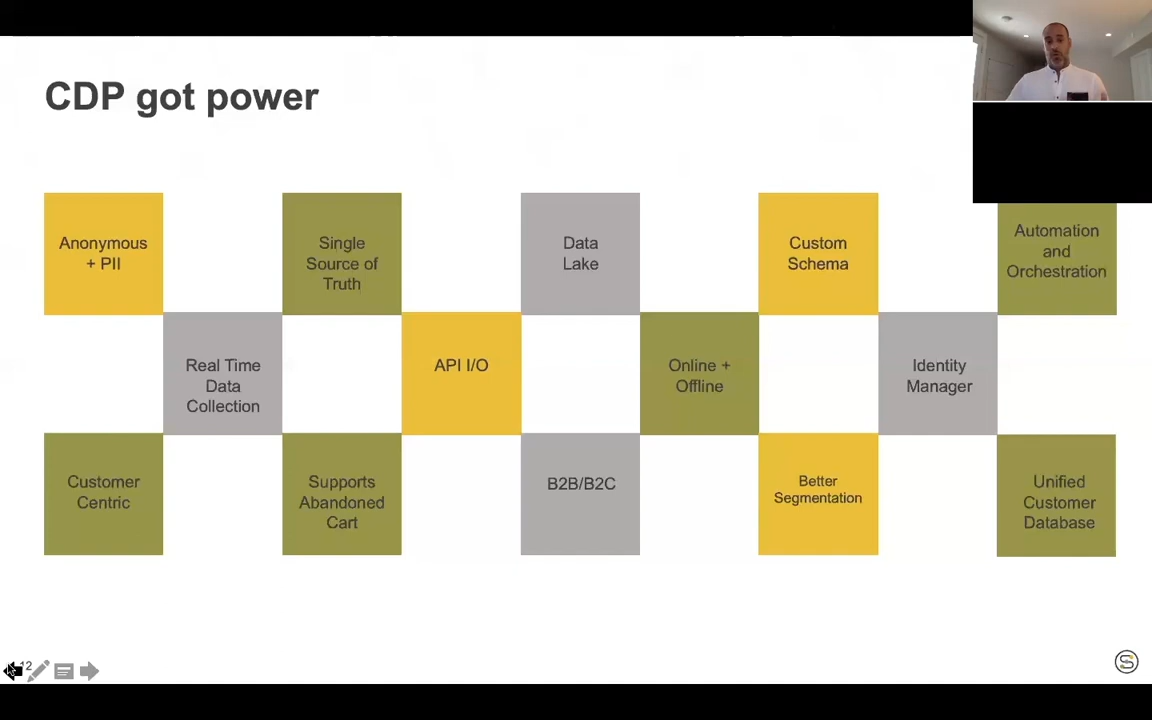 CDP got power
Anonymous
+ PII
Single
Source of
Truth
Data
Lake
Custom
Schema
Automation
and
Orchestration
Real Time
Data
Collection
API I/O
Online +
Offline
Identity
Manager
Customer
Centric
Supports
Abandoned
Cart
B2B/B2C
Better
Segmentation
Unified
Customer
Database
12
S